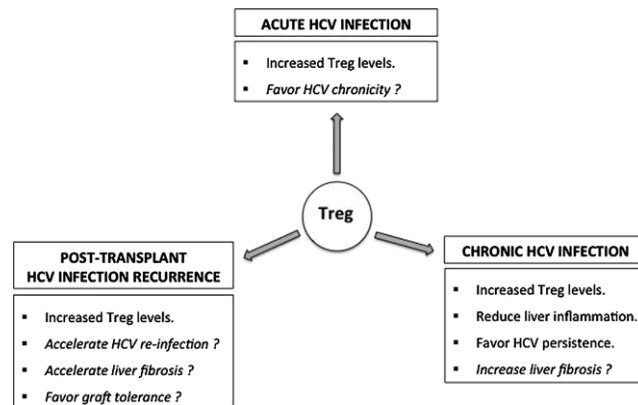 ACUTE HCV INFECTION
▪ Increased Treg levels.
▪ Favor HCV chronicity ?
Treg
POST-TRANSPLANT
HCV INFECTION RECURRENCE
▪ Increased Treg levels.
▪ Accelerate HCV re-infection ?
▪ Accelerate liver fibrosis ?
▪ Favor graft tolerance ?
CHRONIC HCV INFECTION
▪ Increased Treg levels.
▪ Reduce liver inflammation.
▪ Favor HCV persistence.
▪ Increase liver fibrosis ?